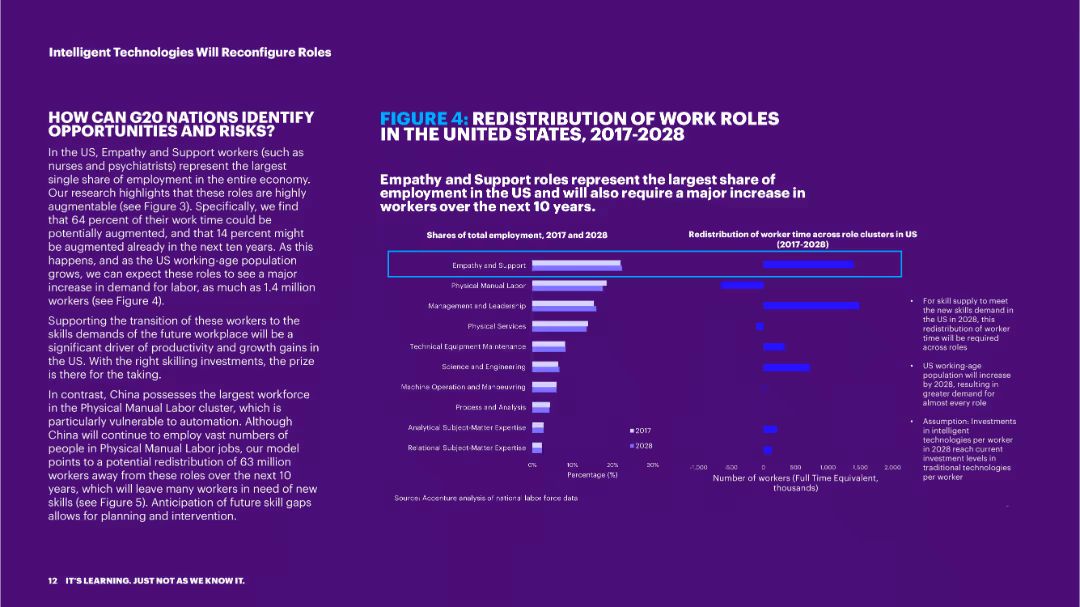 Intelligent Technologies Will Reconfigure Roles
HOW CAN G20 NATIONS IDENTIFY
OPPORTUNITIES AND RISKS?
In the US, Empathy and Support workers (such as
nurses and psychiatrists) represent the largest
single share of employment in the entire economy.
Our research highlights that these roles are highly
augmentable (see Figure 3). Specifically, we find
that 64 percent of their work time could be
potentially augmented, and that 14 percent might
be augmented already in the next ten years. As this
happens, and as the US working-age population
grows, we can expect these roles to see a major
increase in demand for labor, as much as 1.4 million
workers (see Figure 4).
Supporting the transition of these workers to the
skills demands of the future workplace will be a
significant driver of productivity and growth gains in
the US. With the right skilling investments, the prize
is there for the taking.
In contrast, China possesses the largest workforce
in the Physical Manual Labor cluster, which is
particularly vulnerable to automation. Although
China will continue to employ vast numbers of
people in Physical Manual Labor jobs, our model
points to a potential redistribution of 63 million
workers away from these roles over the next 10
years, which will leave many workers in need of new
skills (see Figure 5). Anticipation of future skill gaps
allows for planning and intervention.
FIGURE 4: REDISTRIBUTION OF WORK ROLES
IN THE UNITED STATES, 2017-2028
Empathy and Support roles represent the largest share of
employment in the US and will also require a major increase in
workers over the next 10 years.
Shares of total employment, 2017 and 2028
Empathy and Support
Physical Manual Labor
Management and Leadership
Physical Services
Technical Equipment Maintenance
Science and Engineering
Machine Operation and Manoeuvring
Process and Analysis
Analytical Subject-Matter Expertise
Relational Subject-Matter Expertise
2017
2028
0% 10% 20% 30%
Percentage (%)
Redistribution of worker time across role clusters in US
(2017-2028)
-1,000 -500 0 500 1,000 1,500 2,000
Number of workers (Full Time Equivalent,
thousands)
• For skill supply to meet
the new skills demand in
the US in 2028, this
redistribution of worker
time will be required
across roles
• US working-age
population will increase
by 2028, resulting in
greater demand for
almost every role
• Assumption: Investments
in intelligent
technologies per worker
in 2028 reach current
investment levels in
traditional technologies
per worker
Source: Accenture analysis of national labor force data
12 IT'S LEARNING. JUST NOT AS WE KNOW IT.